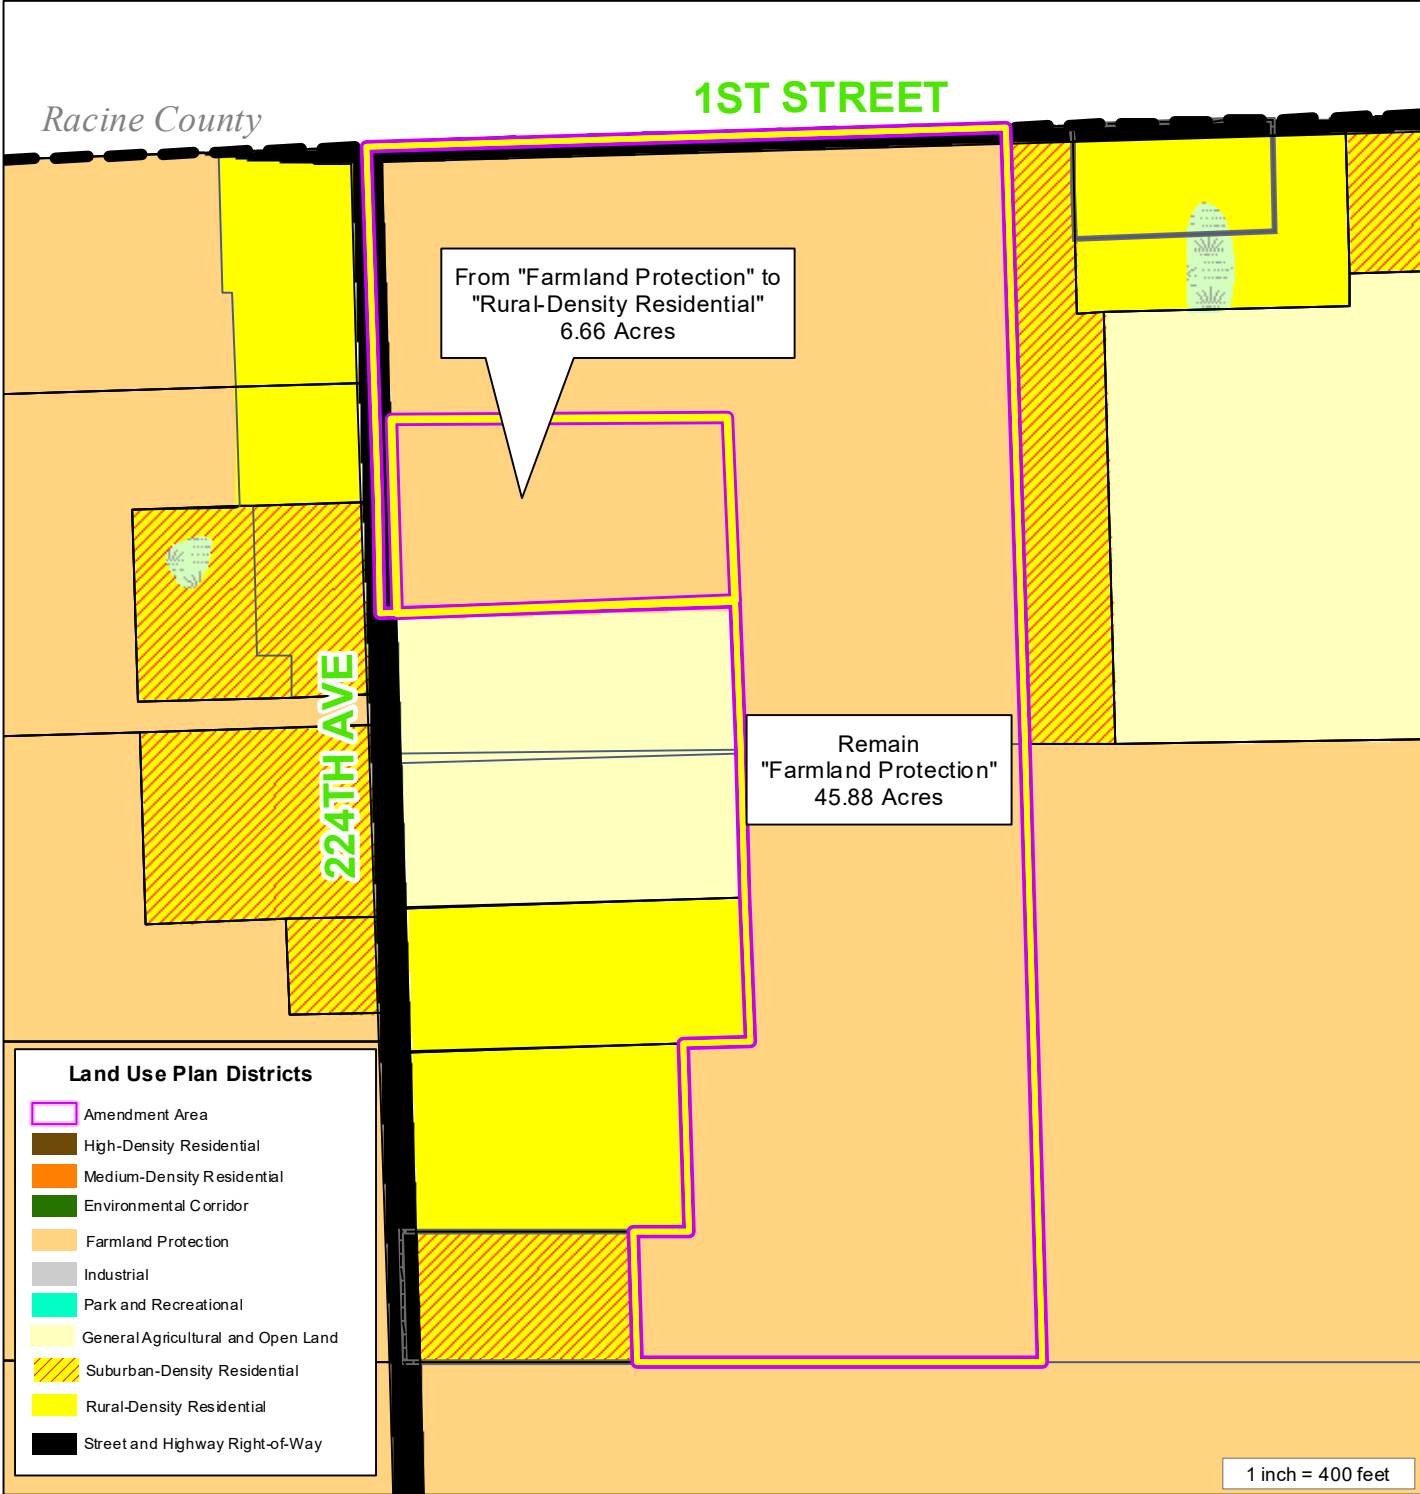 1ST STREET
Racine County
From "Farmland Protection" to
"Rural-Density Residential"
6.66 Acres
224TH AVE
Remain
"Farmland Protection"
45.88 Acres
Land Use Plan Districts
Amendment Area
High-Density Residential
Medium-Density Residential
Environmental Corridor
Farmland Protection
Industrial
Park and Recreational
General Agricultural and Open Land
Suburban-Density Residential
Rural-Density Residential
Street and Highway Right-of-Way
1 inch = 400 feet